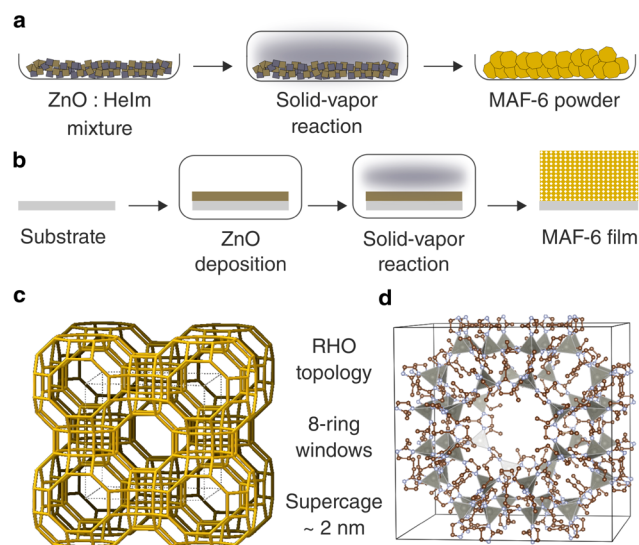 a
ZnO : HeIm
mixture
Solid-vapor
reaction
MAF-6 powder
b
Substrate
ZnO
deposition
Solid-vapor
reaction
MAF-6 film
c
RHO
topology
8-ring
windows
Supercage
~ 2 nm
d